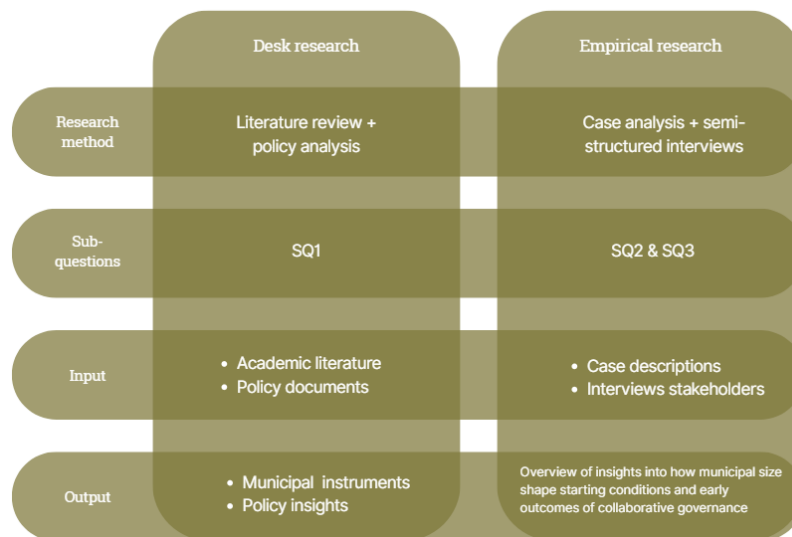 Desk research
Empirical research
Research
method
Literature review +
policy analysis
Case analysis + semi-
structured interviews
Sub-
questions
SQ1
SQ2 & SQ3
Input
• Academic literature
• Policy documents
• Case descriptions
• Interviews stakeholders
Output
• Municipal instruments
• Policy insights
Overview of insights into how municipal size
shape starting conditions and early
outcomes of collaborative governance